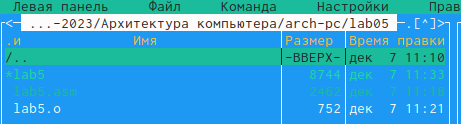 Левая панель Файл Команда Настройки Прав
<— ...-2023/Архитектура компьютера/arch-pc/lab05 —.[^]>
.и Имя Размер Время правки
/.. -ВВЕРХ- дек 7 11:10
*lab5 8744 дек 7 11:33
lab5.asm 2462 дек 7 11:18
lab5.o 752 дек 7 11:21